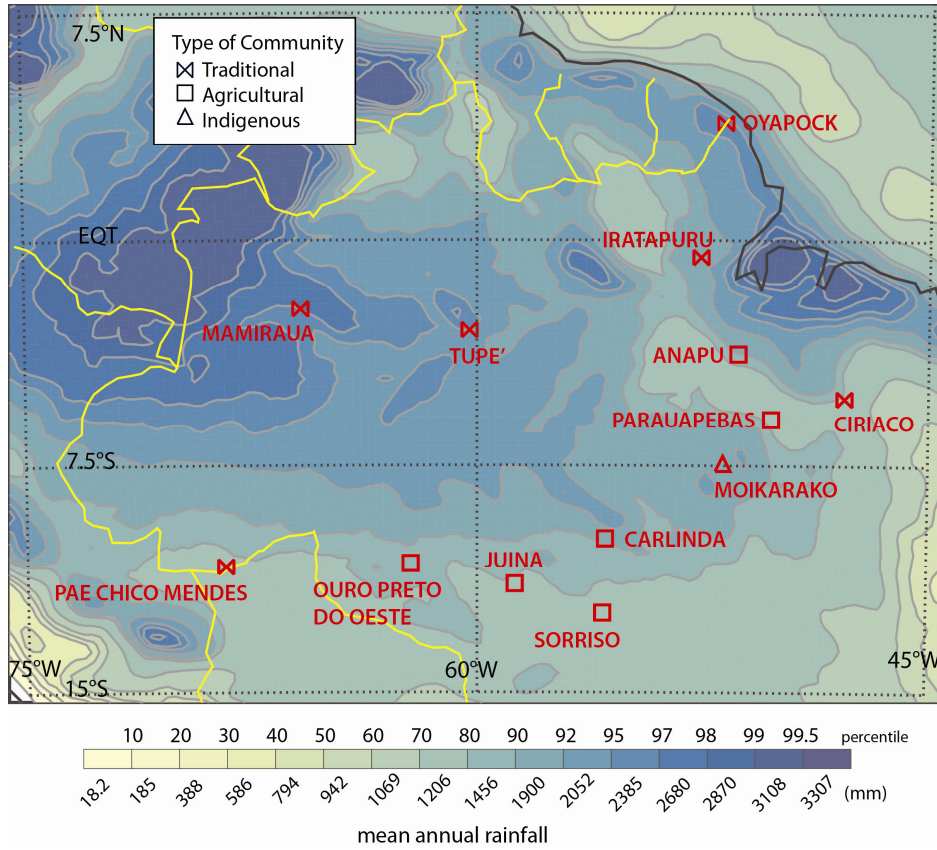 7.5°N
Type of Community
Traditional
Agricultural
Indigenous
OYAPOCK
EQT
IRATAPURU
MAMIRAUA
TUPE’
ANAPU
PARAUAPEBAS
CIRIACO
7.5°S
MOIKARAKO
CARLINDA
JUINA
PAE CHICO MENDES
OURO PRETO
DO OESTE
SORRISO
75°W
60°W
45°W
15°S
10 20 30 40 50 60 70 80 90 92 95 97 98 99 99.5 percentile
18.2 185 388 586 794 942 1069 1206 1456 1900 2052 2385 2680 2870 3108 3307 (mm)
mean annual rainfall